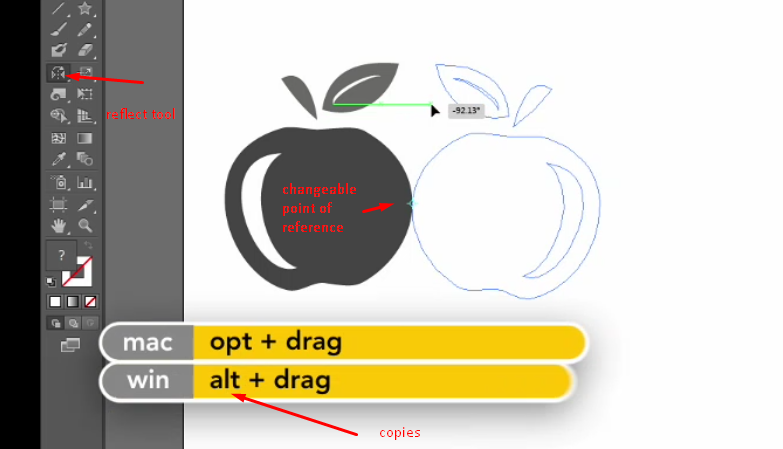 reflect tool
-92.13°
changeable
point of
reference
?
mac opt + drag
win alt + drag
copies